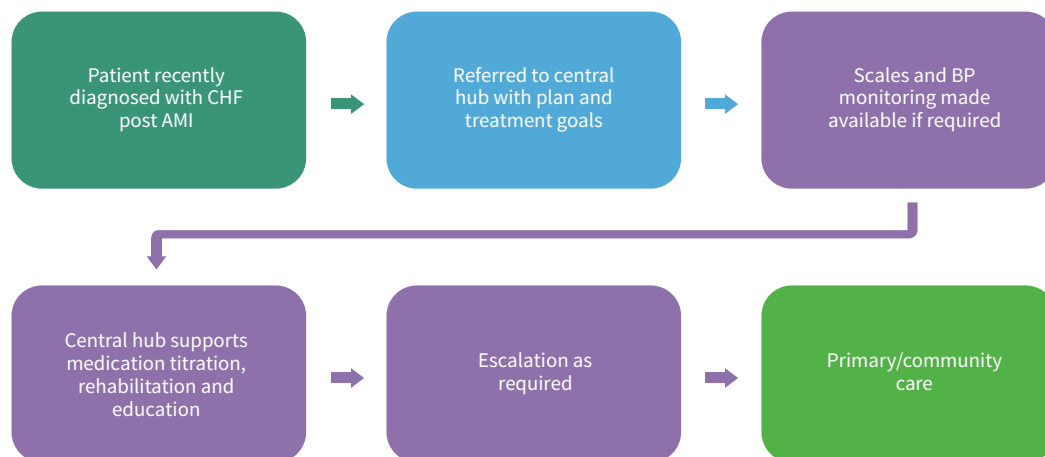 Patient recently
diagnosed with CHF
post AMI
Referred to central
hub with plan and
treatment goals
Scales and BP
monitoring made
available if required
Central hub supports
medication titration,
rehabilitation and
education
Escalation as
required
Primary/community
care